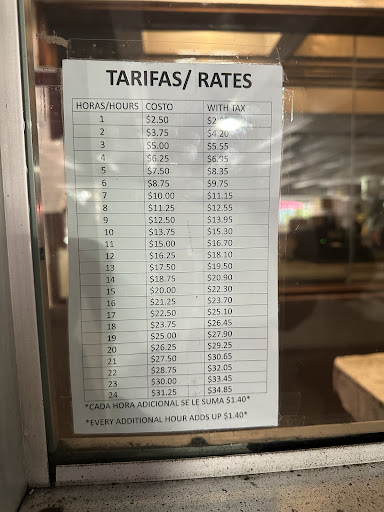 TARIFAS/ RATES
HORAS/HOURS COSTO WITH TAX
1 $2.50
2 $3.75 $4.20
3 $5.00 $5.55
4 $6.25 $6.95
5 $7.50 $8.35
6 $8.75 $9.75
7 $10.00 $11.15
8 $11.25 $12.55
9 $12.50 $13.95
10 $13.75 $15.30
11 $15.00 $16.70
12 $16.25 $18.10
13 $17.50 $19.50
14 $18.75 $20.90
15 $20.00 $22.30
16 $21.25 $23.70
17 $22.50 $25.10
18 $23.75 $26.45
19 $25.00 $27.90
20 $26.25 $29.25
21 $27.50 $30.65
22 $28.75 $32.05
23 $30.00 $33.45
24 $31.25 $34.85
*CADA HORA ADICIONAL SE LE SUMA $1.40*
*EVERY ADDITIONAL HOUR ADDS UP $1.40*